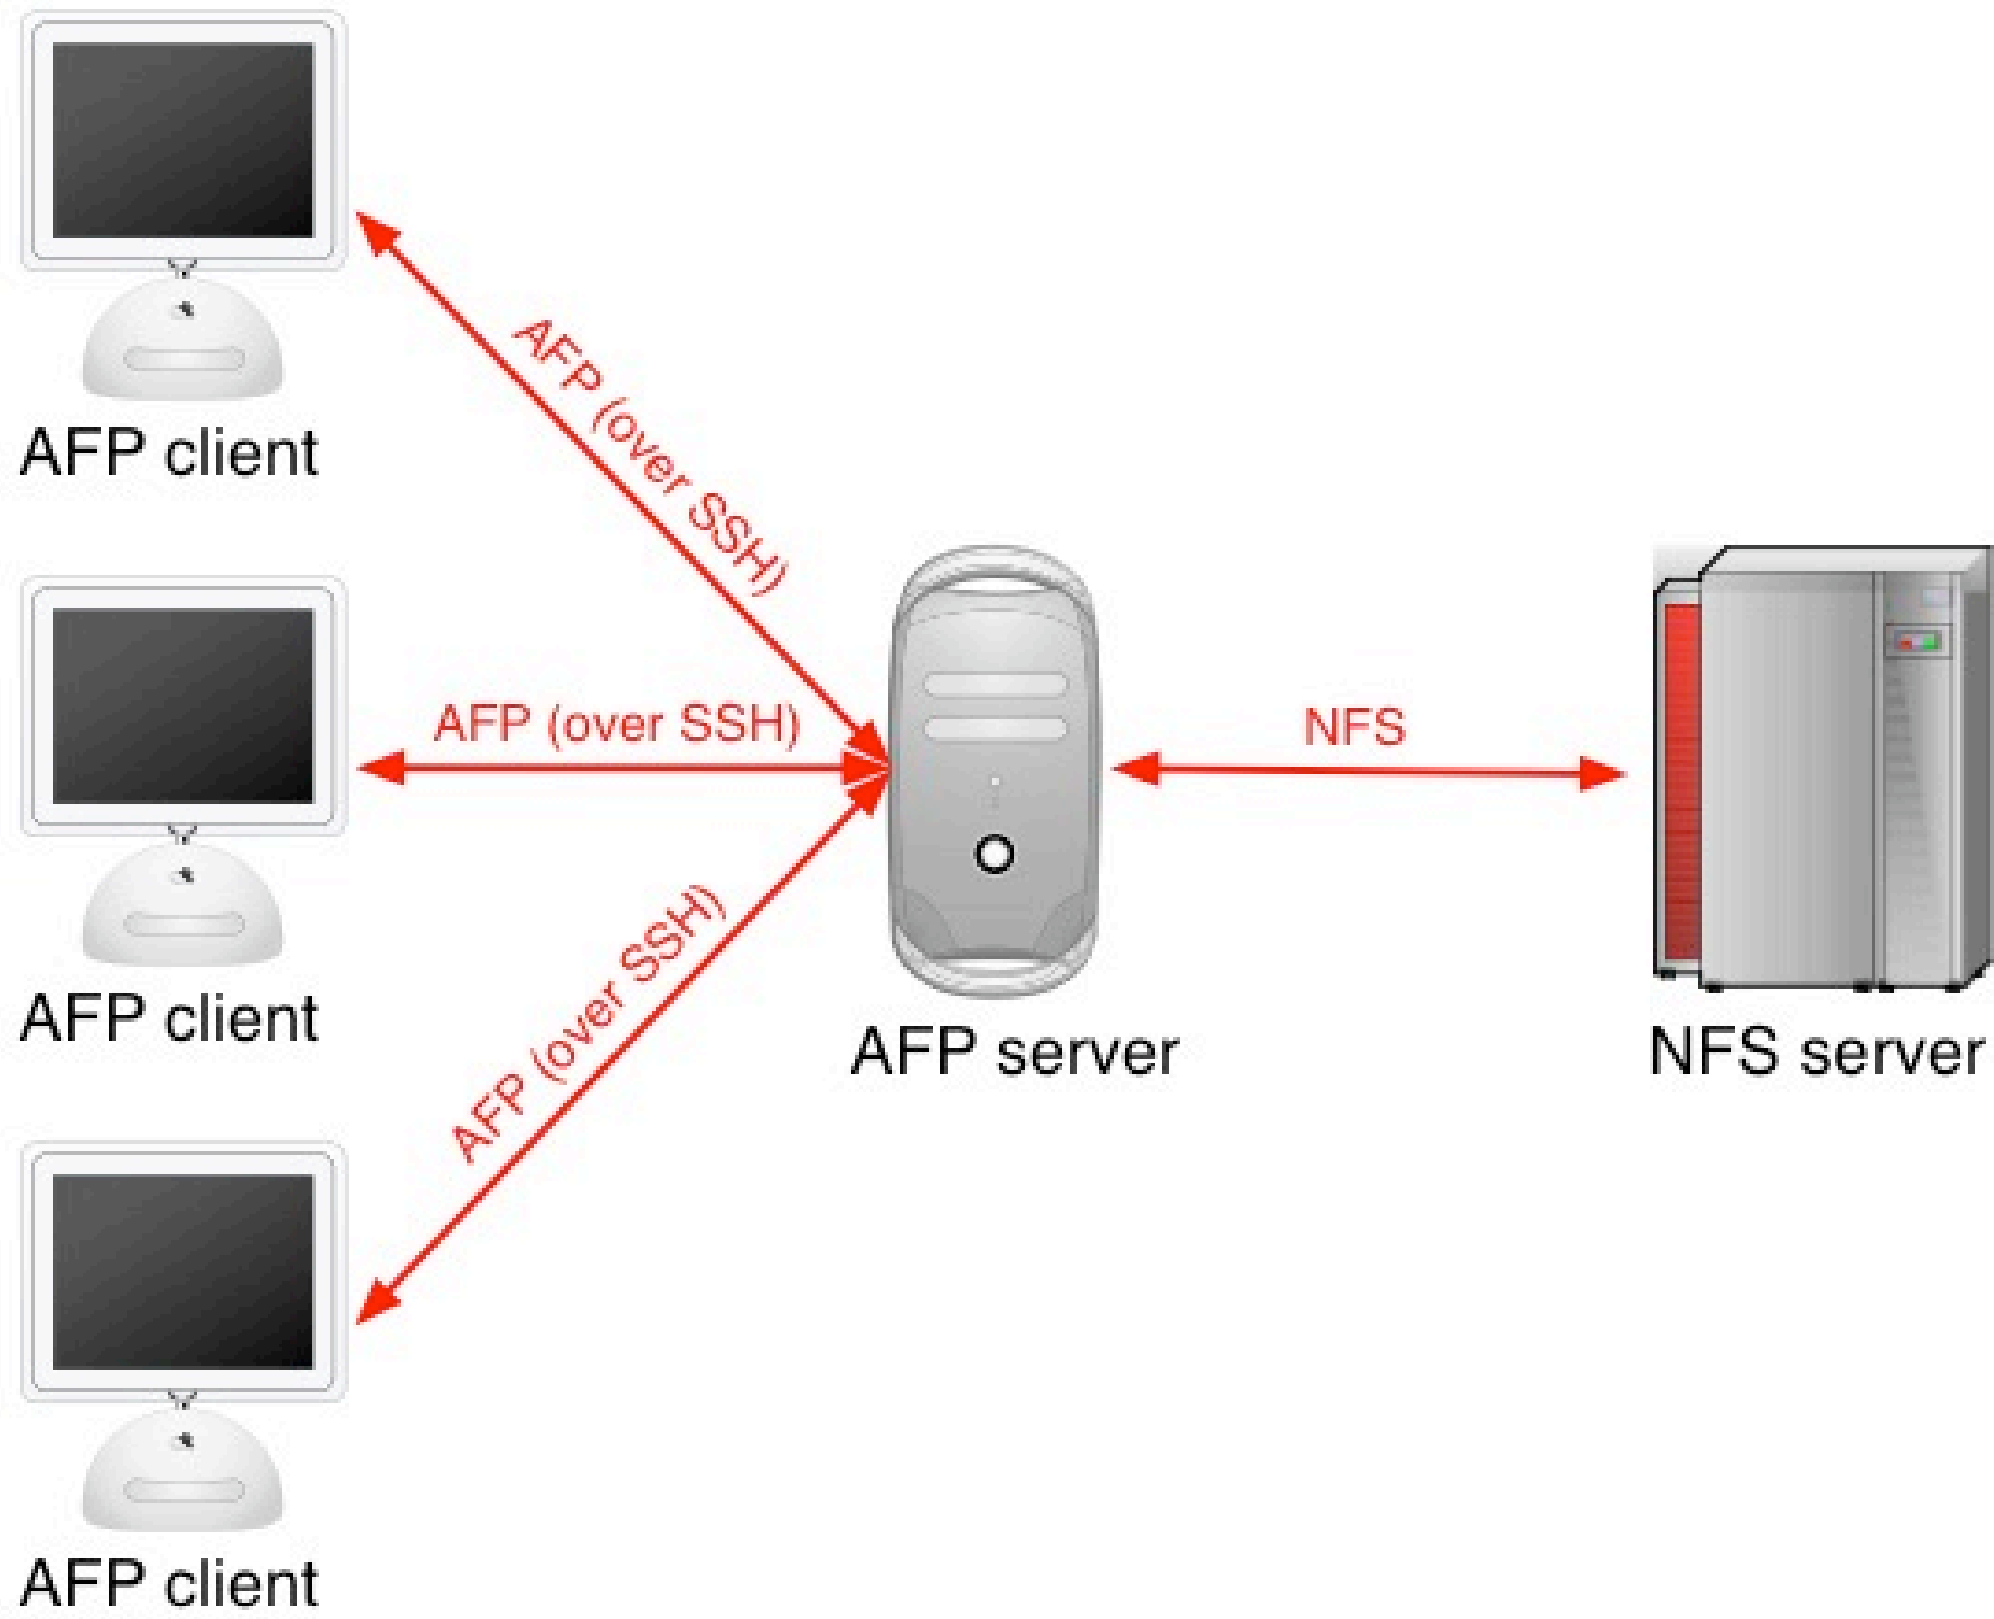 AFP client
AFP (over SSH)
AFP client
AFP (over SSH)
AFP server
NFS
NFS server
AFP (over SSH)
AFP client